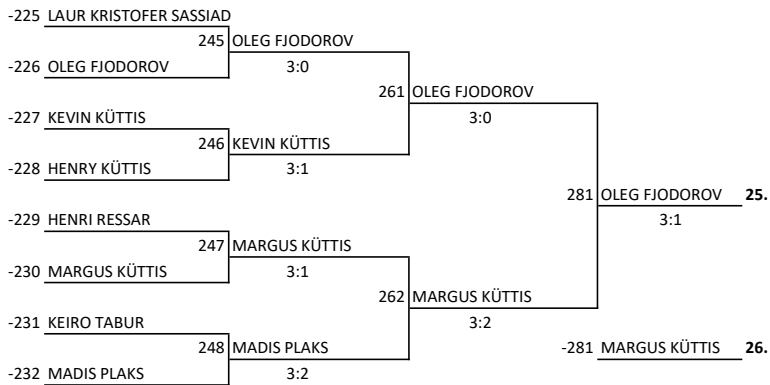 -225 LAUR KRISTOFER SASSIAD
245 OLEG FJODOROV
-226 OLEG FJODOROV 3:0
261 OLEG FJODOROV
-227 KEVIN KÜTTIS 3:0
246 KEVIN KÜTTIS
-228 HENRY KÜTTIS 3:1
281 OLEG FJODOROV 25.
-229 HENRI RESSAR 3:1
247 MARGUS KÜTTIS
-230 MARGUS KÜTTIS 3:1
262 MARGUS KÜTTIS
-231 KEIRO TABUR 3:2
248 MADIS PLAKS -281 MARGUS KÜTTIS 26.
-232 MADIS PLAKS 3:2